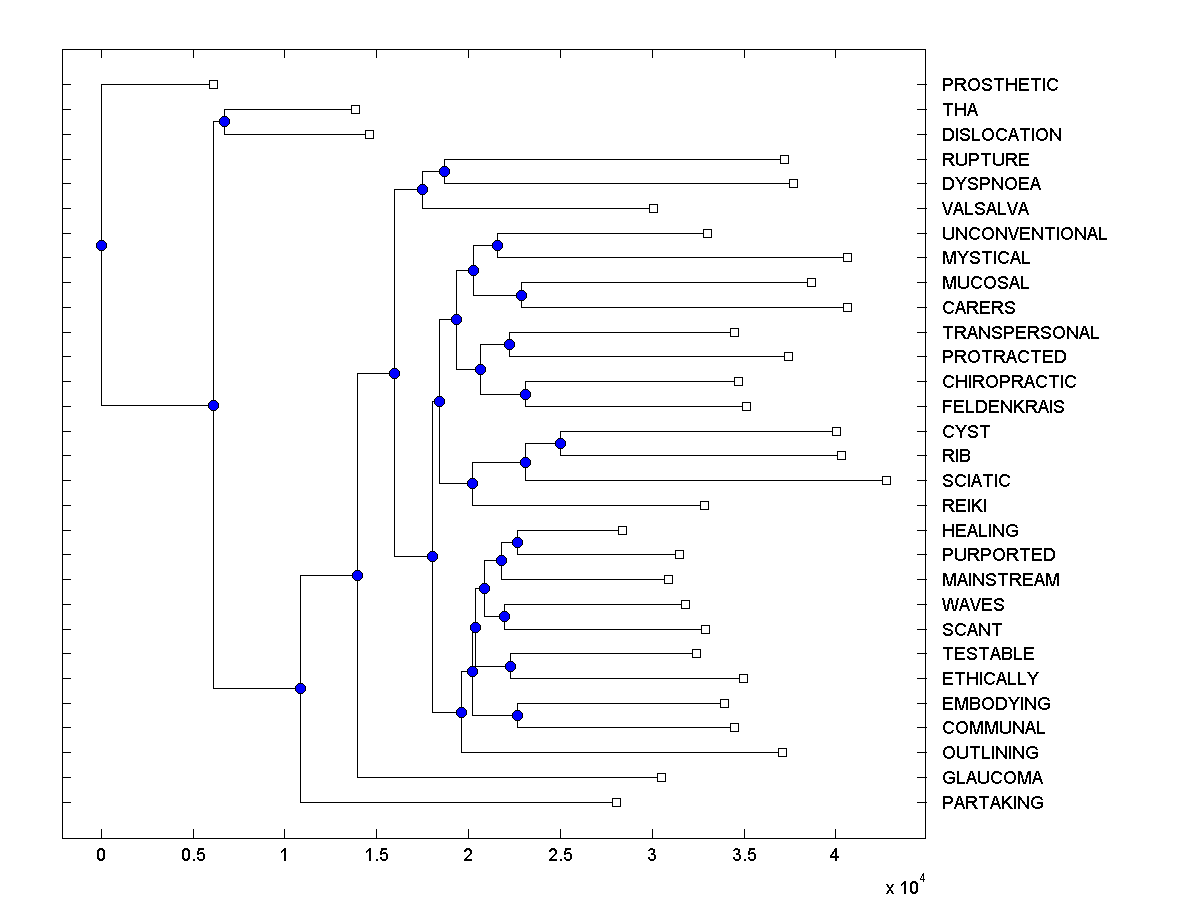 PROSTHETIC
THA
DISLOCATION
RUPTURE
DYSPNOEA
VALSALVA
UNCONVENTIONAL
MYSTICAL
MUCOSAL
CARERS
TRANSPERSONAL
PROTRACTED
CHIROPRACTIC
FELDENKRAIS
CYST
RIB
SCIATIC
REIKI
HEALING
PURPORTED
MAINSTREAM
WAVES
SCANT
TESTABLE
ETHICALLY
EMBODYING
COMMUNAL
OUTLINING
GLAUCOMA
PARTAKING
0 0.5 1 1.5 2 2.5 3 3.5 4
x 10^4